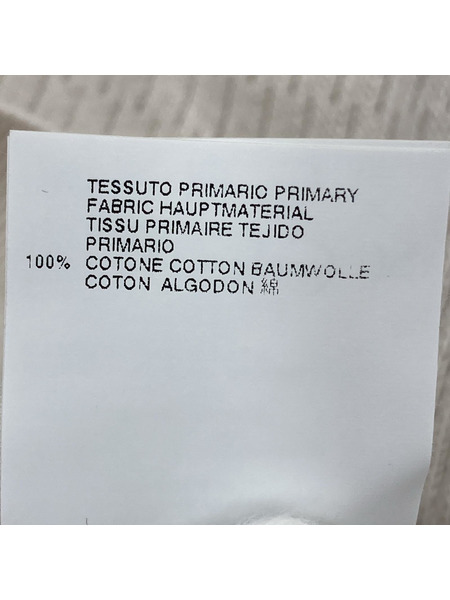 TESSUTO PRIMARIO PRIMARY
FABRIC HAUPTMATERIAL
TISSU PRIMAIRE TEJIDO
PRIMARIO
100% COTONE COTTON BAUMWOLLE
COTON ALGODON 綿